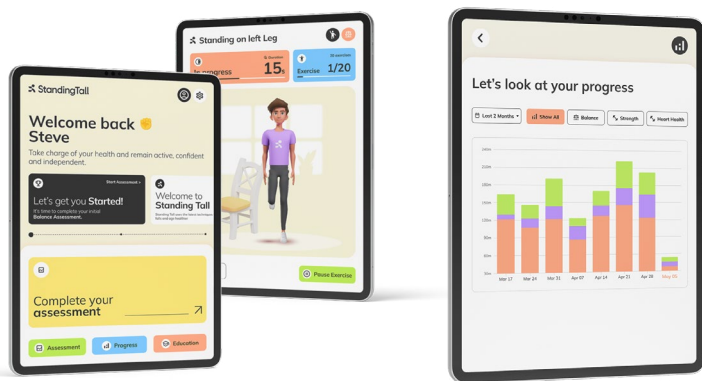 StandingTall
Welcome back
Steve
Take charge of your health and remain active, confident
and independent.
Start Assessment >
Let's get you Started!
It's time to complete your initial
Balance Assessment.
Welcome to
Standing Tall
Complete your
assessment
Assessment
Progress
Education
Standing on left Leg
In progress
15s
Exercise 1/20
Pause Exercise
Let's look at your progress
Last 2 Months
Show All
Balance
Strength
Heart Health
60m
30m
0m
Mar 17
Mar 24
Mar 31
Apr 07
Apr 14
Apr 21
Apr 28
May 05